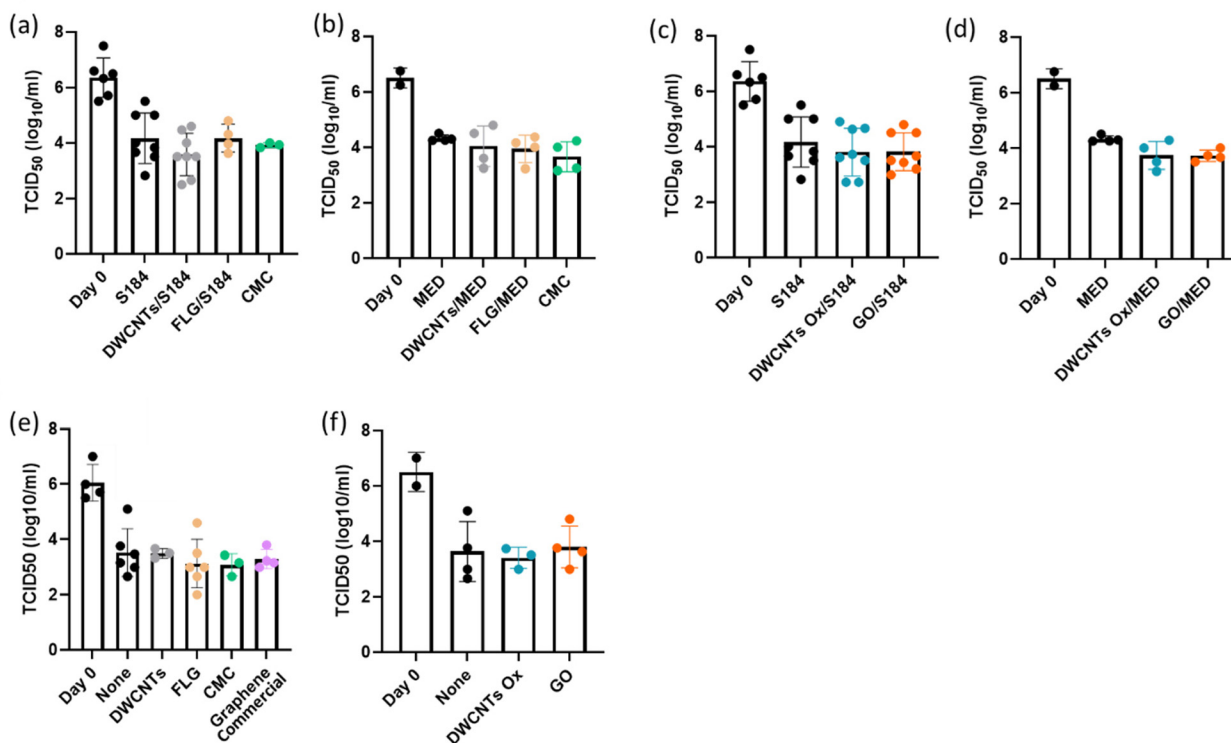 (a)
TCID50 (log10/ml)
8
6
4
2
0
Day 0
S184
DWCNTs/S184
FLG/S184
CMC
(b)
TCID50 (log10/ml)
8
6
4
2
0
Day 0
MED
DWCNTs/MED
FLG/MED
CMC
(c)
TCID50 (log10/ml)
8
6
4
2
0
Day 0
S184
DWCNTs Ox/S184
GO/S184
(d)
TCID50 (log10/ml)
8
6
4
2
0
Day 0
MED
DWCNTs Ox/MED
GO/MED
(e)
TCID50 (log10/ml)
8
6
4
2
0
Day 0
None
DWCNTs
FLG
CMC
Graphene
Commercial
(f)
TCID50 (log10/ml)
8
6
4
2
0
Day 0
None
DWCNTs Ox
GO